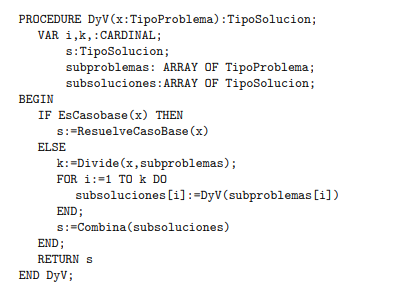 PROCEDURE DyV(x:TipoProblema):TipoSolucion;
VAR i,k,:CARDINAL;
s:TipoSolucion;
subproblemas: ARRAY OF TipoProblema;
subsoluciones:ARRAY OF TipoSolucion;
BEGIN
IF EsCasobase(x) THEN
s:=ResuelveCasoBase(x)
ELSE
k:=Divide(x,subproblemas);
FOR i:=1 TO k DO
subsoluciones[i]:=DyV(subproblemas[i])
END;
s:=Combina(subsoluciones)
END;
RETURN s
END DyV;